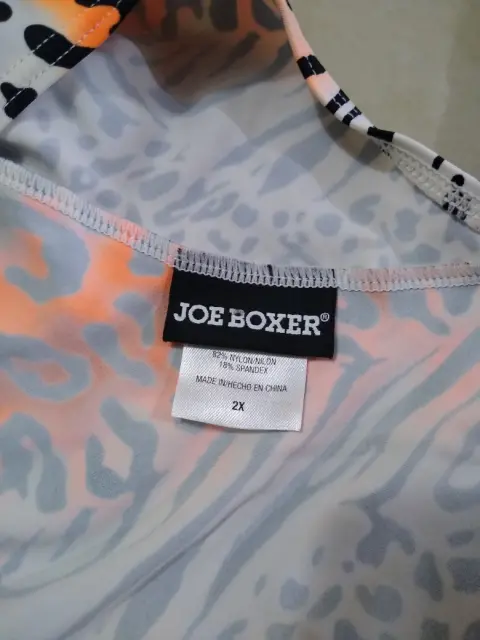 JOE BOXER®
82% NYLON/NILON
18% SPANDEX
MADE IN/HECHO EN CHINA
2X